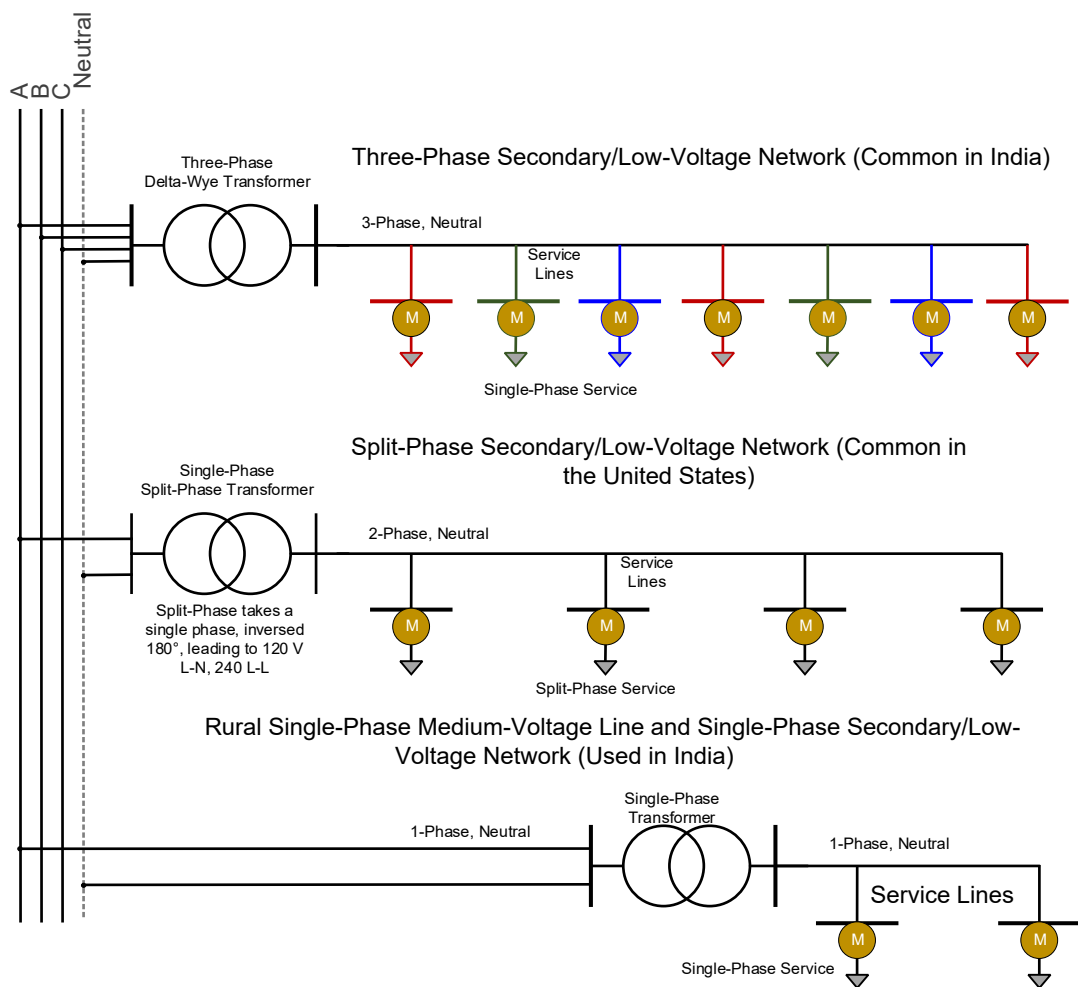 A
B
C
Neutral
Three-Phase
Delta-Wye Transformer
Three-Phase Secondary/Low-Voltage Network (Common in India)
3-Phase, Neutral
Service
Lines
M
M
M
M
M
M
M
Single-Phase Service
Split-Phase Secondary/Low-Voltage Network (Common in
the United States)
Single-Phase
Split-Phase Transformer
2-Phase, Neutral
Service
Lines
Split-Phase takes a
single phase, inversed
180°, leading to 120 V
L-N, 240 L-L
M
M
M
M
Split-Phase Service
Rural Single-Phase Medium-Voltage Line and Single-Phase Secondary/Low-
Voltage Network (Used in India)
Single-Phase
Transformer
1-Phase, Neutral
1-Phase, Neutral
Service Lines
M
M
Single-Phase Service